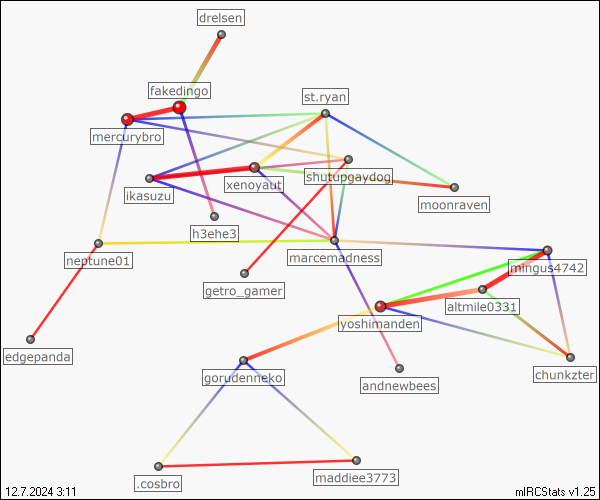 drelsen
fakedingo
st.ryan
mercurybro
shutupgaydog
xenoyaut
ikasuzu
moonraven
h3ehe3
neptune01
marcemadness
mingus4742
getro_gamer
altmile0331
yoshimanden
edgepanda
chunkzter
gorudenneko
andnewbees
.cosbro
maddiee3773
12.7.2024 3:11
mIRCStats v1.25